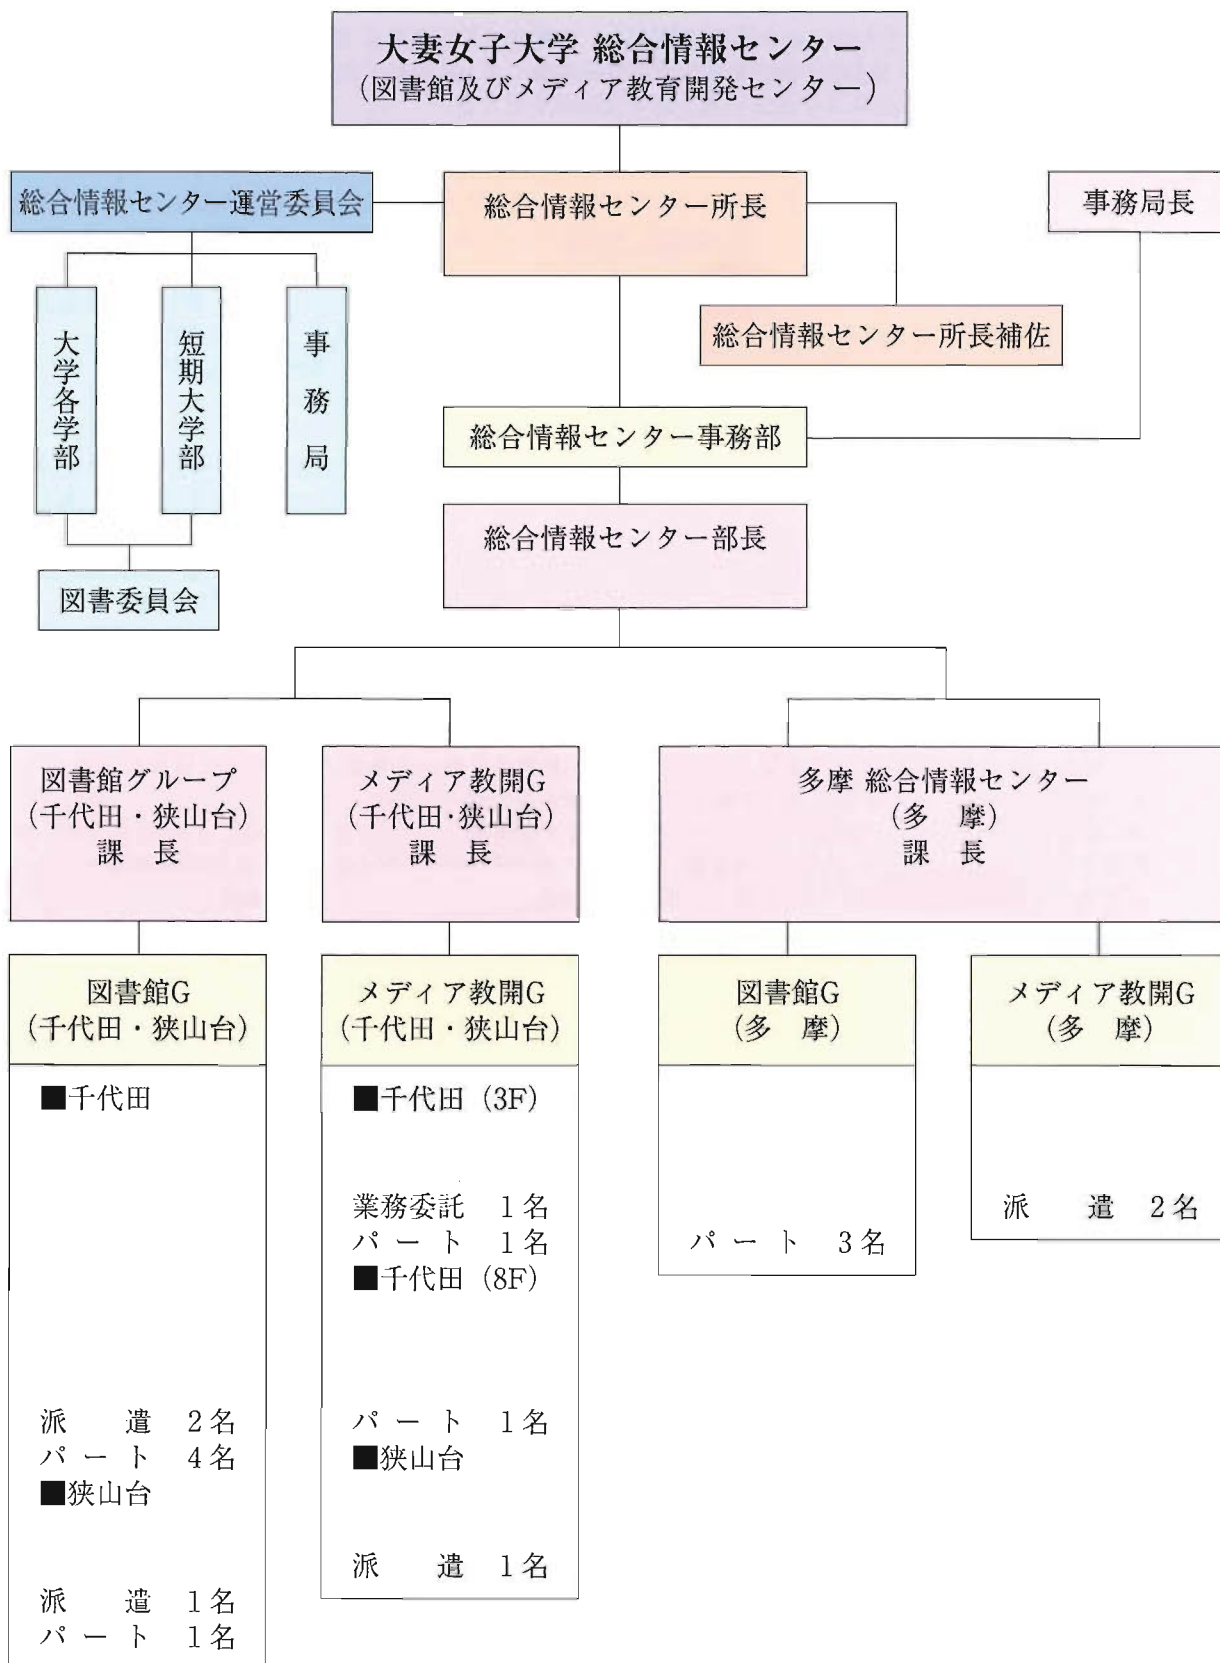 大妻女子大学 総合情報センター
（図書館及びメディア教育開発センター）
総合情報センター運営委員会
総合情報センター所長
事務局長
総合情報センター所長補佐
大学各学部
短期大学部
事務局
総合情報センター事務部
総合情報センター部長
図書委員会
図書館グループ
（千代田・狭山台）
課　長
メディア教開G
（千代田・狭山台）
課　長
多摩 総合情報センター
（多　摩）
課　長
図書館G
（千代田・狭山台）
■千代田
派　　遣　2名
パ ー ト　4名
■狭山台
派　　遣　1名
パ ー ト　1名
メディア教開G
（千代田・狭山台）
■千代田（3F）
業務委託　1名
パ ー ト　1名
■千代田（8F）
パ ー ト　1名
■狭山台
派　　遣　1名
図書館G
（多　摩）
パ ー ト　3名
メディア教開G
（多　摩）
派　　遣　2名